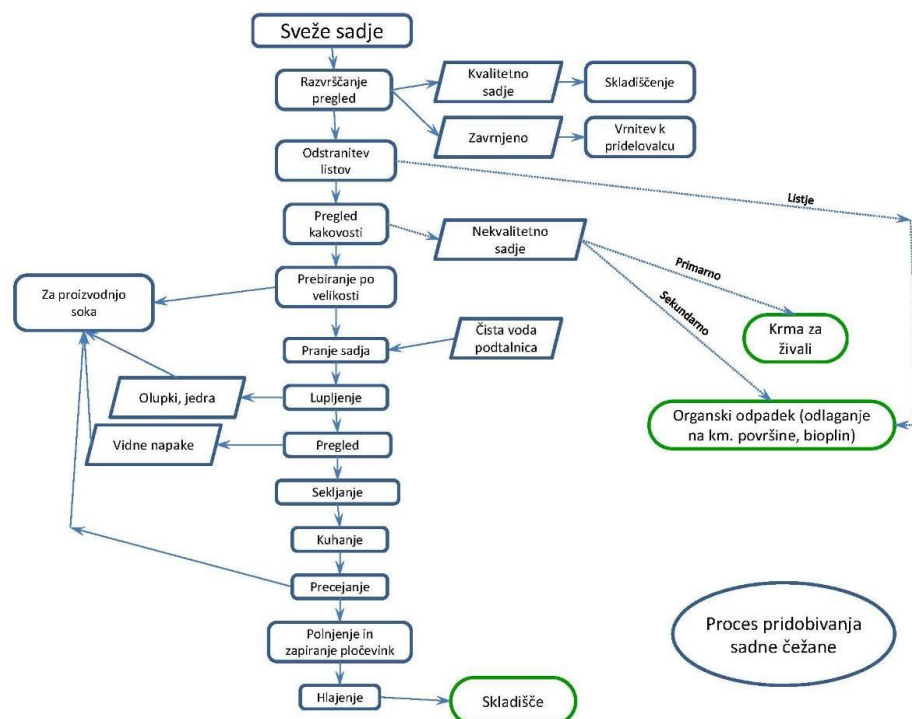 Sveže sadje
Razvrščanje
pregled
Kvalitetno
sadje
Skladiščenje
Zavrnjeno
Vrnitev k
pridelovalcu
Odstranitev
listov
Listje
Pregled
kakovosti
Nekvalitetno
sadje
Primarno
Sekundarno
Prebiranje po
velikosti
Za proizvodnjo
soka
Krma za
živali
Čista voda
podtalnica
Pranje sadja
Olupki, jedra
Lupljenje
Organski odpadek (odlaganje
na km. površine, bioplin)
Vidne napake
Pregled
Sekljanje
Kuhanje
Precejanje
Polnjenje in
zapiranje pločevink
Proces pridobivanja
sadne čežane
Hlajenje
Skladišče